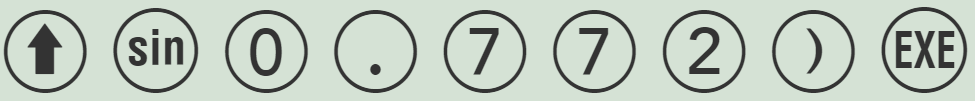 ⬆ sin 0 . 7 7 2 ) EXE